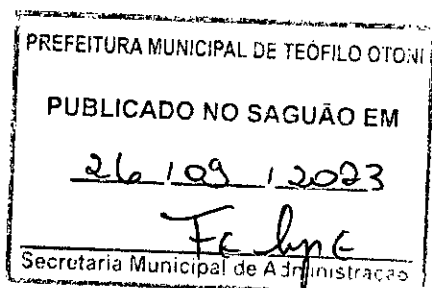 PREFEITURA MUNICIPAL DE TEÓFILO OTONI
PUBLICADO NO SAGUÃO EM
26 / 09 / 2023
Secretaria Municipal de Administração